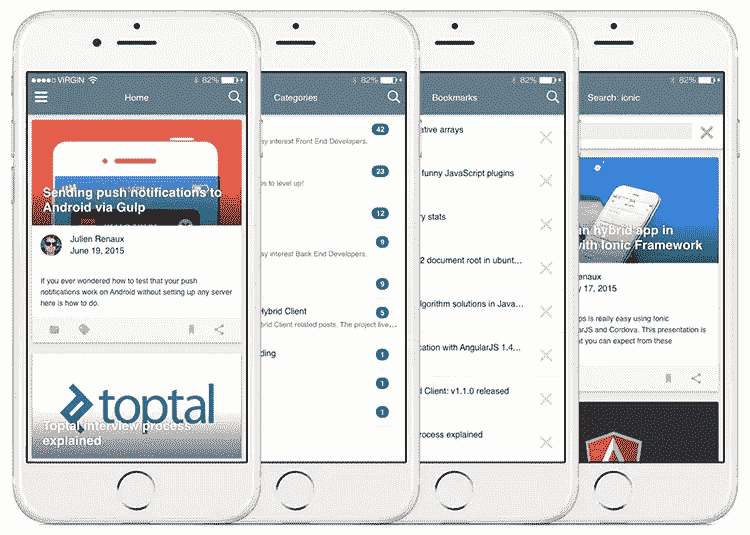 VIRGIN 82%
Home
Sending push notifications to
Android via Gulp
Julien Renaux
June 19, 2015
If you ever wondered how to test that your push
notifications work on Android without setting up any server
here is how to do.
toptal
Toptal interview process
explained
82%
Categories
42
ay interest Front End Developers.
23
os to level up!
12
9
ay interest Back End Developers.
9
Hybrid Client
5
brid Client related posts. The project live…
ding
1
1
1
82%
Bookmarks
ative arrays
funny JavaScript plugins
ry stats
2 document root in ubunt…
lgorithm solutions in Java…
cation with AngularJS 1.4…
d Client: v1.1.0 released
rocess explained
82%
Search: ionic
an hybrid app in
with Ionic Framework
enaux
y 17, 2015
ps is really easy using Ionic
arJS and Cordova. This presentation is
t you can expect from these